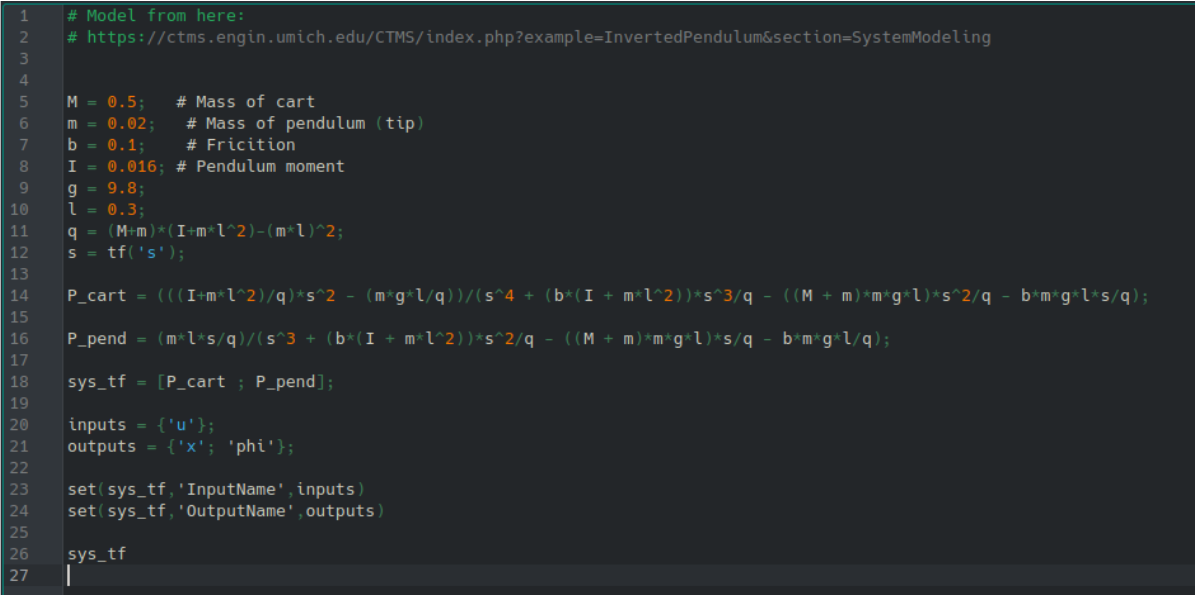 1 # Model from here:
2 # https://ctms.engin.umich.edu/CTMS/index.php?example=InvertedPendulum&section=SystemModeling
3
4
5 M = 0.5;   # Mass of cart
6 m = 0.02;   # Mass of pendulum (tip)
7 b = 0.1;    # Fricition
8 I = 0.016; # Pendulum moment
9 g = 9.8;
10 l = 0.3;
11 q = (M+m)*(I+m*l^2)-(m*l)^2;
12 s = tf('s');
13
14 P_cart = (((I+m*l^2)/q)*s^2 - (m*g*l/q))/(s^4 + (b*(I + m*l^2))*s^3/q - ((M + m)*m*g*l)*s^2/q - b*m*g*l*s/q);
15
16 P_pend = (m*l*s/q)/(s^3 + (b*(I + m*l^2))*s^2/q - ((M + m)*m*g*l)*s/q - b*m*g*l/q);
17
18 sys_tf = [P_cart ; P_pend];
19
20 inputs = {'u'};
21 outputs = {'x'; 'phi'};
22
23 set(sys_tf,'InputName',inputs)
24 set(sys_tf,'OutputName',outputs)
25
26 sys_tf
27